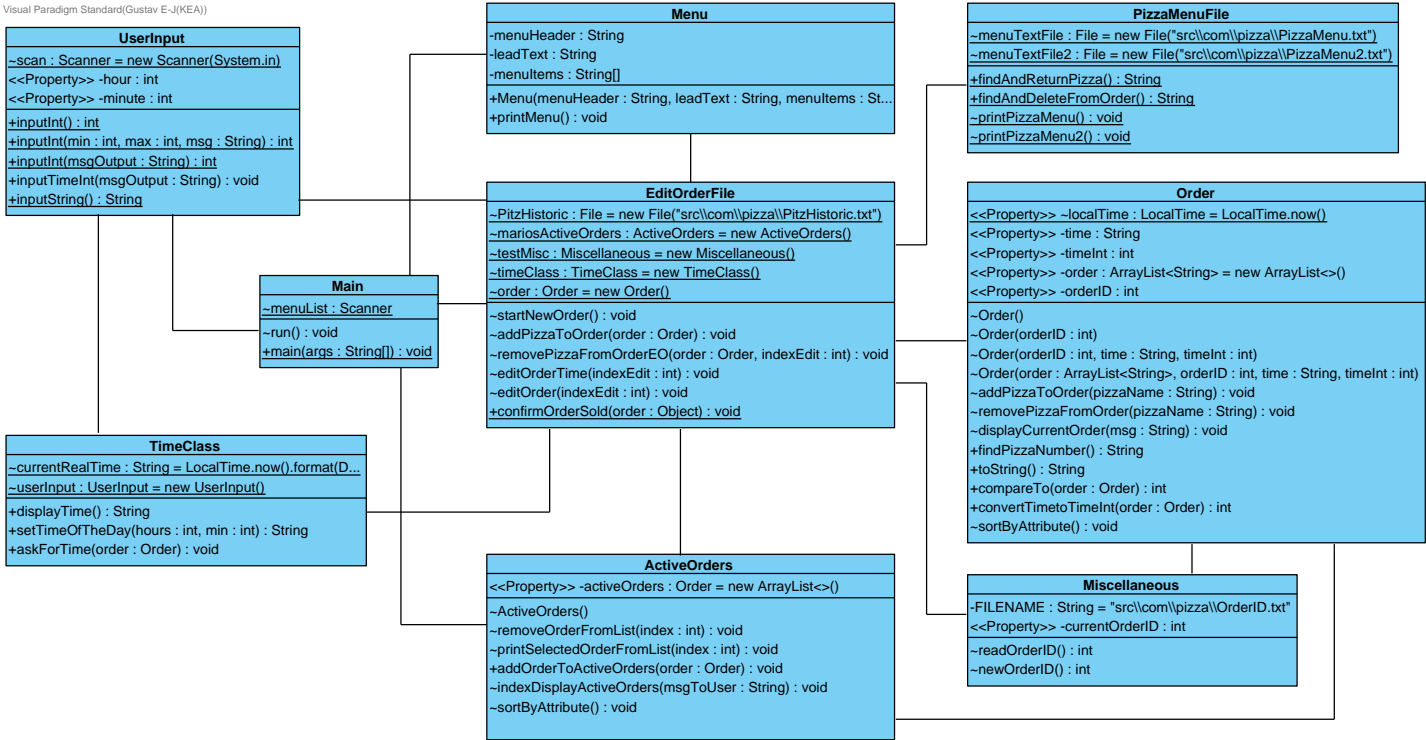 Visual Paradigm Standard(Gustav E-J(KEA))
UserInput
~scan : Scanner = new Scanner(System.in)
<<Property>> -hour : int
<<Property>> -minute : int
+inputInt() : int
+inputInt(min : int, max : int, msg : String) : int
+inputInt(msgOutput : String) : int
+inputTimeInt(msgOutput : String) : void
+inputString() : String
Menu
-menuHeader : String
-leadText : String
-menuItems : String[]
+Menu(menuHeader : String, leadText : String, menuItems : St...
+printMenu() : void
PizzaMenuFile
~menuTextFile : File = new File("src\\com\\pizza\\PizzaMenu.txt")
~menuTextFile2 : File = new File("src\\com\\pizza\\PizzaMenu2.txt")
+findAndReturnPizza() : String
+findAndDeleteFromOrder() : String
~printPizzaMenu() : void
~printPizzaMenu2() : void
EditOrderFile
~PitzHistoric : File = new File("src\\com\\pizza\\PitzHistoric.txt")
~mariosActiveOrders : ActiveOrders = new ActiveOrders()
~testMisc : Miscellaneous = new Miscellaneous()
~timeClass : TimeClass = new TimeClass()
~order : Order = new Order()
~startNewOrder() : void
~addPizzaToOrder(order : Order) : void
~removePizzaFromOrderEO(order : Order, indexEdit : int) : void
~editOrderTime(indexEdit : int) : void
~editOrder(indexEdit : int) : void
+confirmOrderSold(order : Object) : void
Order
<<Property>> ~localTime : LocalTime = LocalTime.now()
<<Property>> -time : String
<<Property>> -timeInt : int
<<Property>> -order : ArrayList<String> = new ArrayList<>()
<<Property>> -orderID : int
~Order()
~Order(orderID : int)
~Order(orderID : int, time : String, timeInt : int)
~Order(order : ArrayList<String>, orderID : int, time : String, timeInt : int)
~addPizzaToOrder(pizzaName : String) : void
~removePizzaFromOrder(pizzaName : String) : void
~displayCurrentOrder(msg : String) : void
+findPizzaNumber() : String
+toString() : String
+compareTo(order : Order) : int
+convertTimetoTimeInt(order : Order) : int
~sortByAttribute() : void
Main
~menuList : Scanner
~run() : void
+main(args : String[]) : void
TimeClass
~currentRealTime : String = LocalTime.now().format(D...
~userInput : UserInput = new UserInput()
+displayTime() : String
+setTimeOfTheDay(hours : int, min : int) : String
+askForTime(order : Order) : void
ActiveOrders
<<Property>> -activeOrders : Order = new ArrayList<>()
~ActiveOrders()
~removeOrderFromList(index : int) : void
~printSelectedOrderFromList(index : int) : void
+addOrderToActiveOrders(order : Order) : void
~indexDisplayActiveOrders(msgToUser : String) : void
~sortByAttribute() : void
Miscellaneous
-FILENAME : String = "src\\com\\pizza\\OrderID.txt"
<<Property>> -currentOrderID : int
~readOrderID() : int
~newOrderID() : int